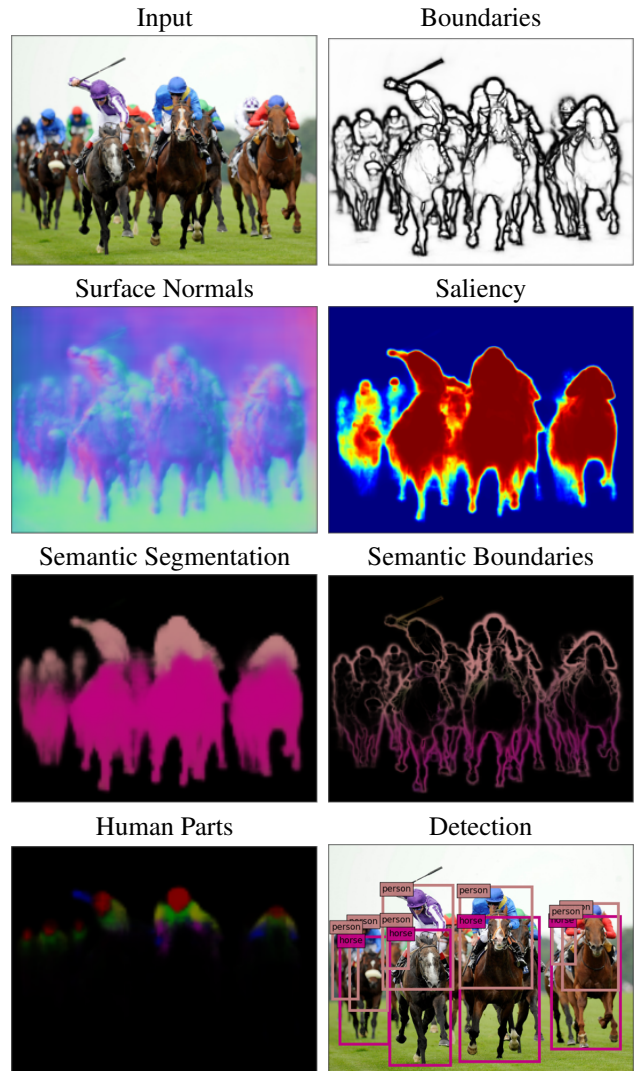 Input
Boundaries
Surface Normals
Saliency
Semantic Segmentation
Semantic Boundaries
Human Parts
Detection
person
person
person
person
person
person
person
horse
horse
horse
horse